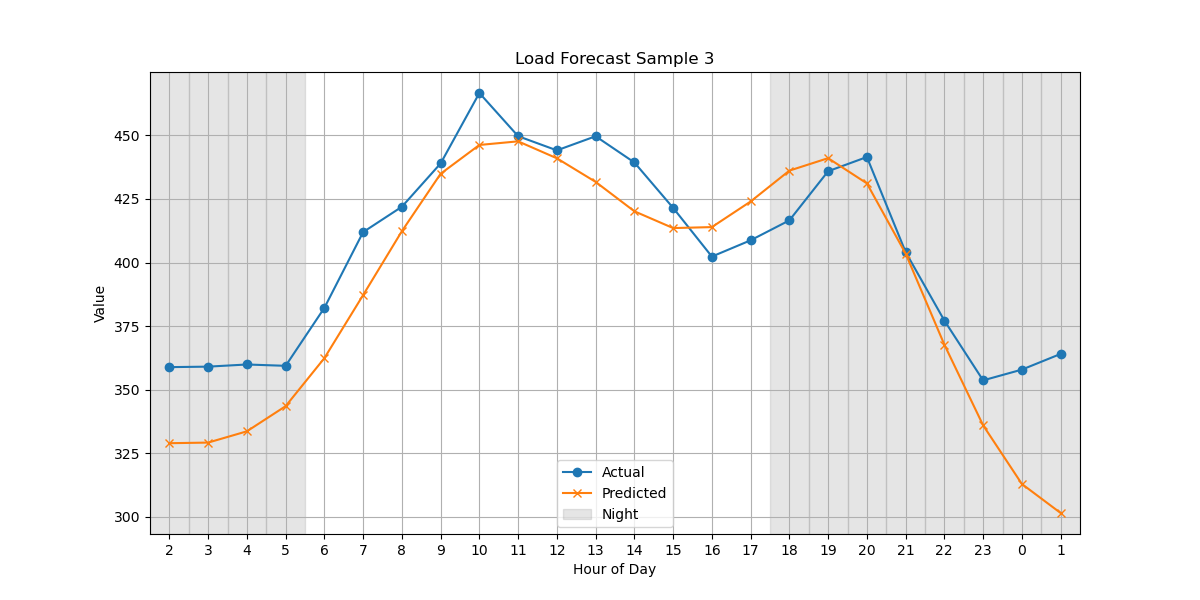 Load Forecast Sample 3
Value
450
425
400
375
350
325
300
Actual
Predicted
Night
2 3 4 5 6 7 8 9 10 11 12 13 14 15 16 17 18 19 20 21 22 23 0 1
Hour of Day